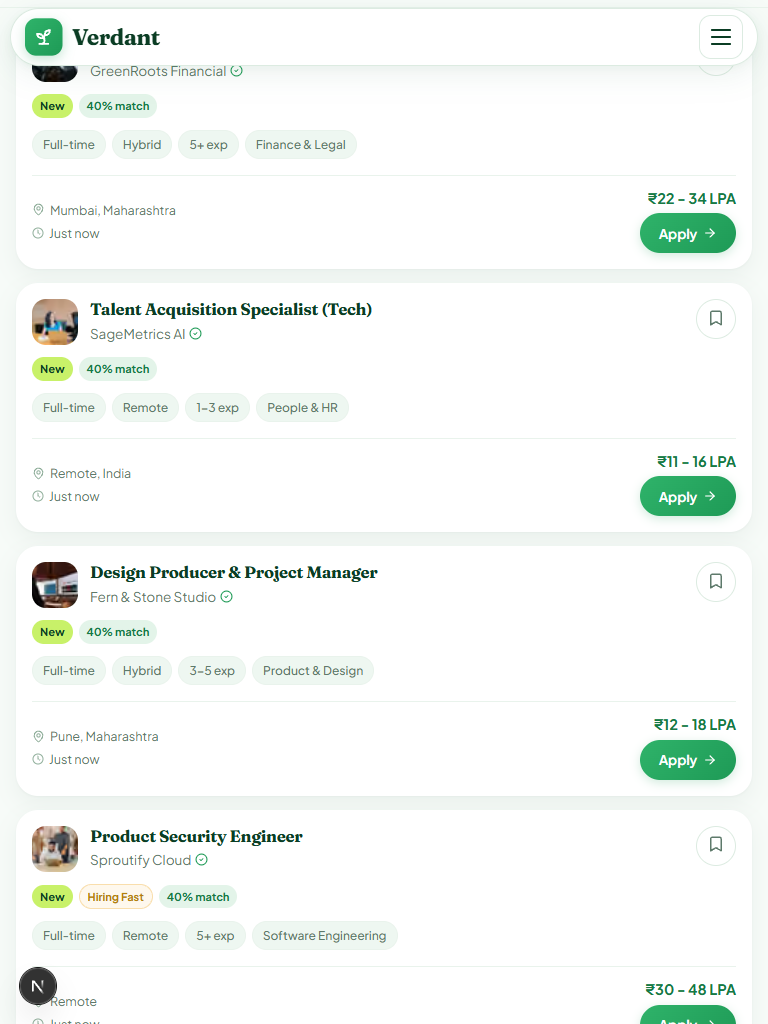 Verdant
GreenRoots Financial
New 40% match
Full-time Hybrid 5+ exp Finance & Legal
Mumbai, Maharashtra
Just now
₹22 – 34 LPA
Apply →
Talent Acquisition Specialist (Tech)
SageMetrics AI
New 40% match
Full-time Remote 1–3 exp People & HR
Remote, India
Just now
₹11 – 16 LPA
Apply →
Design Producer & Project Manager
Fern & Stone Studio
New 40% match
Full-time Hybrid 3–5 exp Product & Design
Pune, Maharashtra
Just now
₹12 – 18 LPA
Apply →
Product Security Engineer
Sproutify Cloud
New Hiring Fast 40% match
Full-time Remote 5+ exp Software Engineering
N
Remote
Just now
₹30 – 48 LPA
Apply →